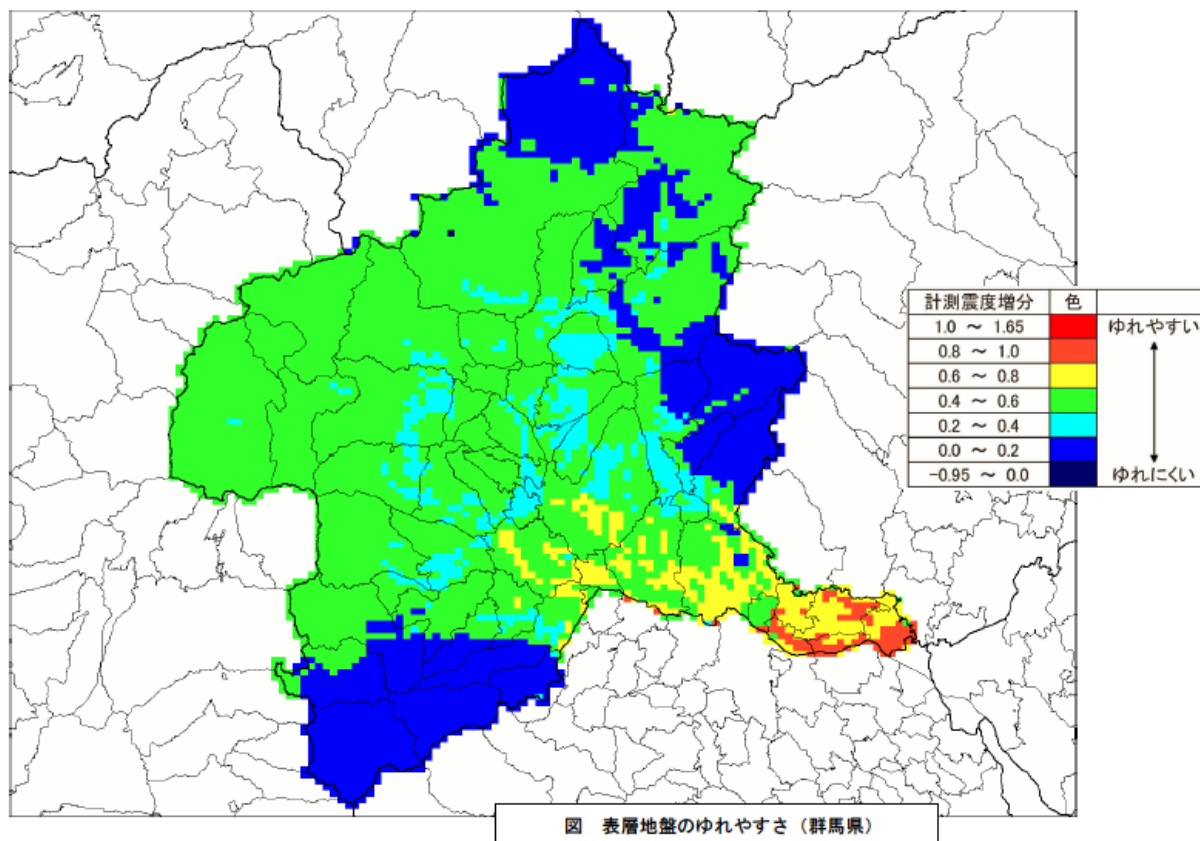 計測震度増分 色
1.0 ～ 1.65 ゆれやすい
0.8 ～ 1.0
0.6 ～ 0.8
0.4 ～ 0.6
0.2 ～ 0.4
0.0 ～ 0.2
-0.95 ～ 0.0 ゆれにくい
図 表層地盤のゆれやすさ（群馬県）